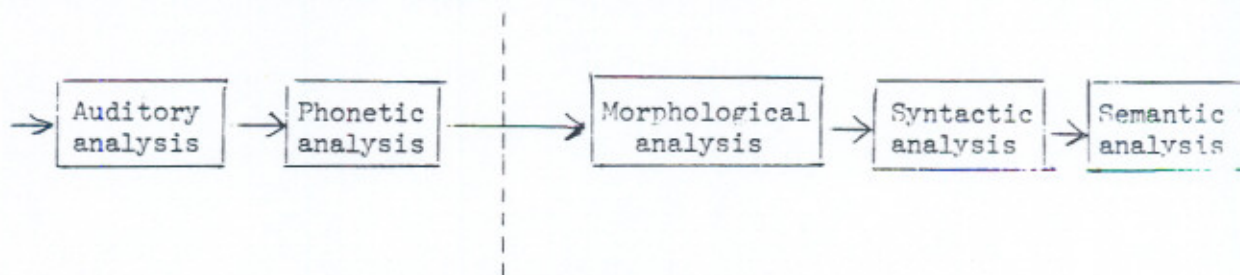 Auditory
analysis
Phonetic
analysis
Morphological
analysis
Syntactic
analysis
Semantic
analysis